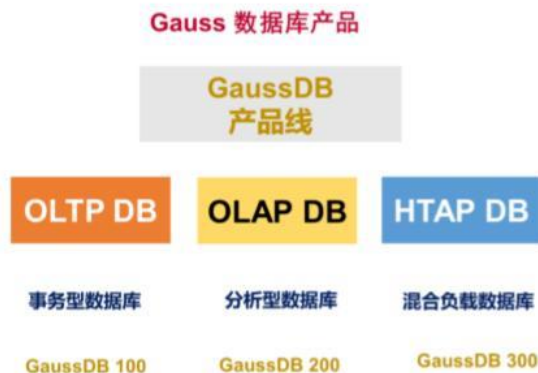 Gauss 数据库产品
GaussDB
产品线
OLTP DB OLAP DB HTAP DB
事务型数据库 分析型数据库 混合负载数据库
GaussDB 100 GaussDB 200 GaussDB 300